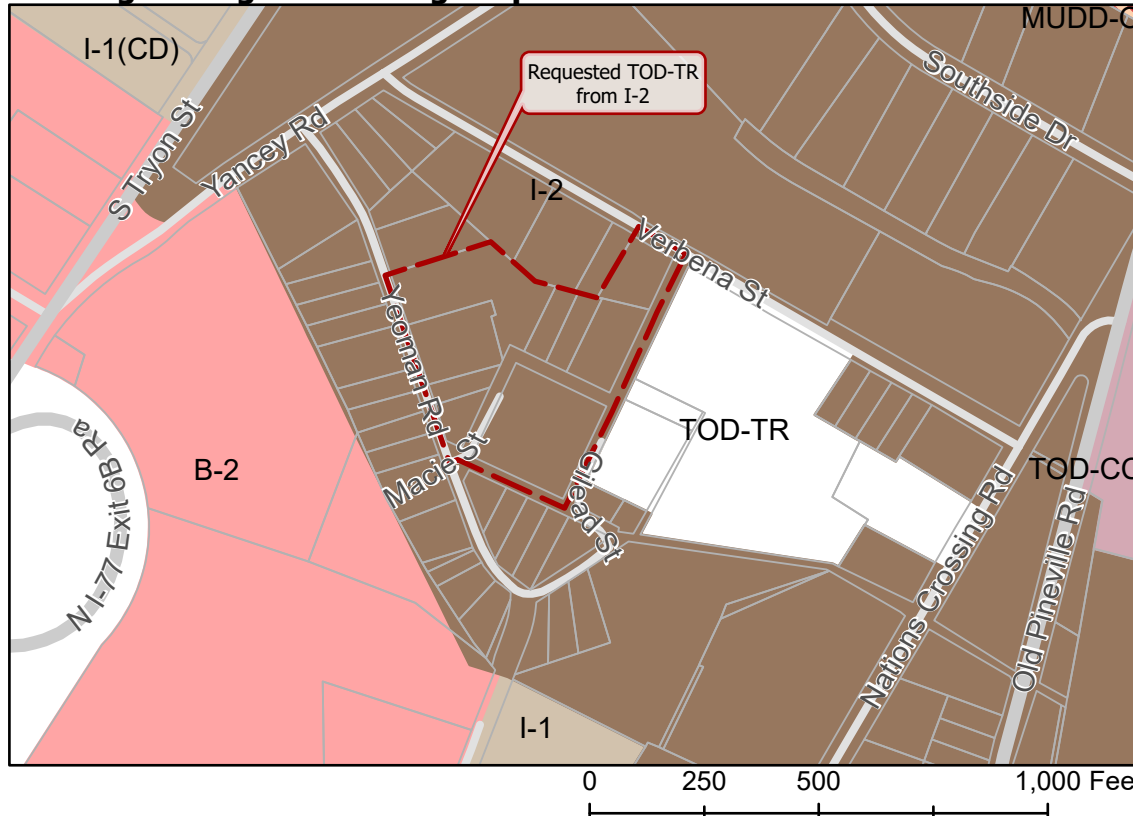 I-1(CD)
MUDD-O
Requested TOD-TR
from I-2
Southside Dr
S Tryon St
Yancey Rd
I-2
Verbena St
Yeoman Rd
TOD-TR
B-2
Macie St
Gilead St
TOD-CC
N I-77 Exit 6B Ra
Nations Crossing Rd
Old Pineville Rd
I-1
0 250 500 1,000 Fee